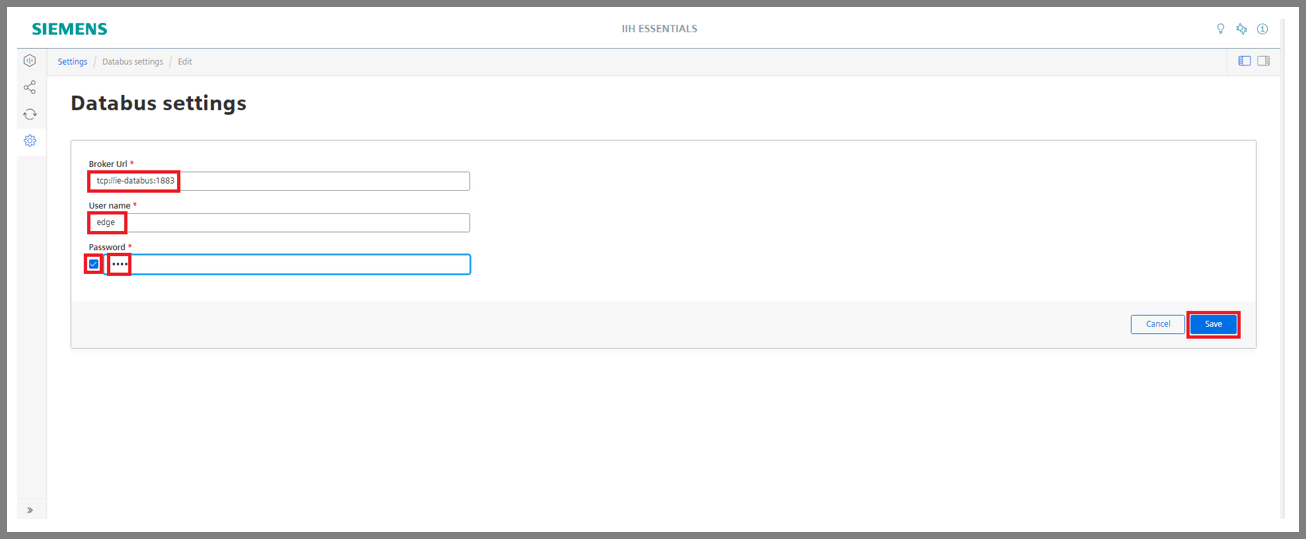 SIEMENS
IIH ESSENTIALS
Settings / Databus settings / Edit
Databus settings
Broker Url *
tcp://ie-databus:1883
User name *
edge
Password *
••••
Cancel
Save